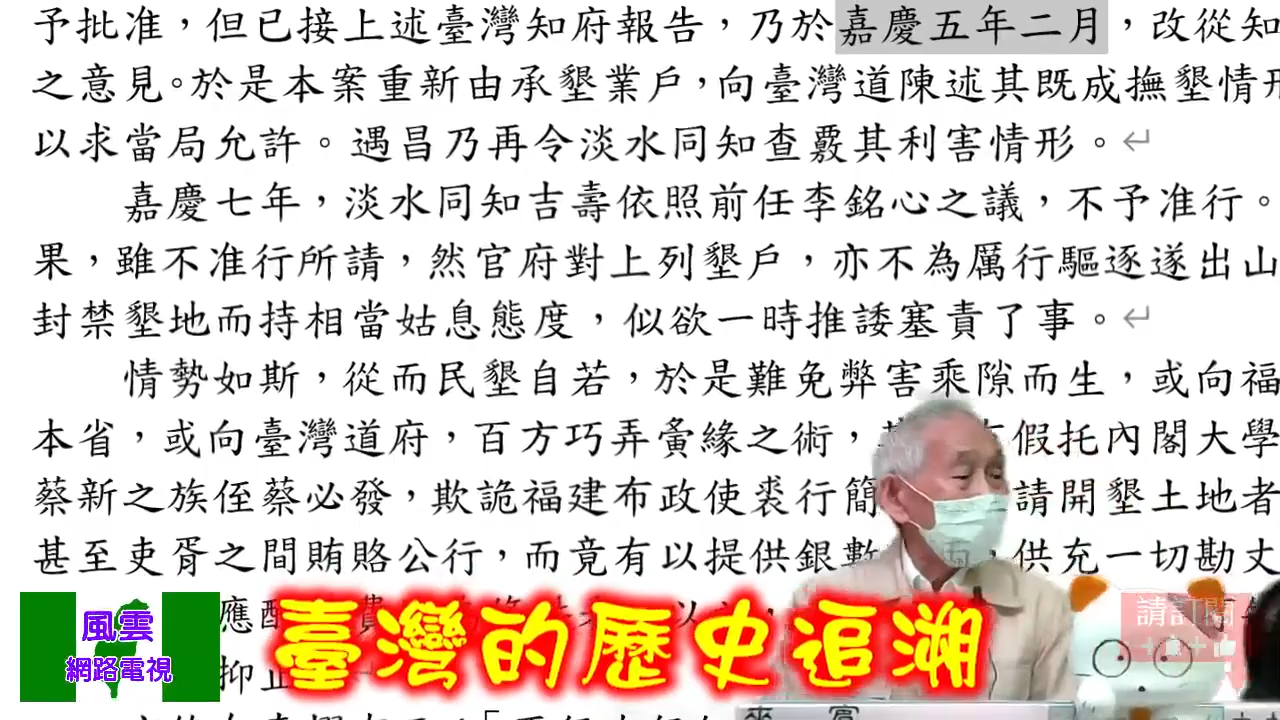 予批准，但已接上述臺灣知府報告，乃於嘉慶五年二月，改從知
之意見。於是本案重新由承墾業戶，向臺灣道陳述其既成撫墾情形
以求當局允許。遇昌乃再令淡水同知查覈其利害情形。
嘉慶七年，淡水同知吉壽依照前任李銘心之議，不予准行。
果，雖不准行所請，然官府對上列墾戶，亦不為厲行驅逐遂出山
封禁墾地而持相當姑息態度，似欲一時推諉塞責了事。
情勢如斯，從而民墾自若，於是難免弊害乘隙而生，或向福
本省，或向臺灣道府，百方巧弄夤緣之術，假托內閣大學
蔡新之族侄蔡必發，欺詭福建布政使裘行簡 請開墾土地者
甚至吏胥之間賄賂公行，而竟有以提供銀數 ，供充一切勘丈
應 費 以
抑止
臺灣的歷史追溯
風雲
網路電視
請訂閱